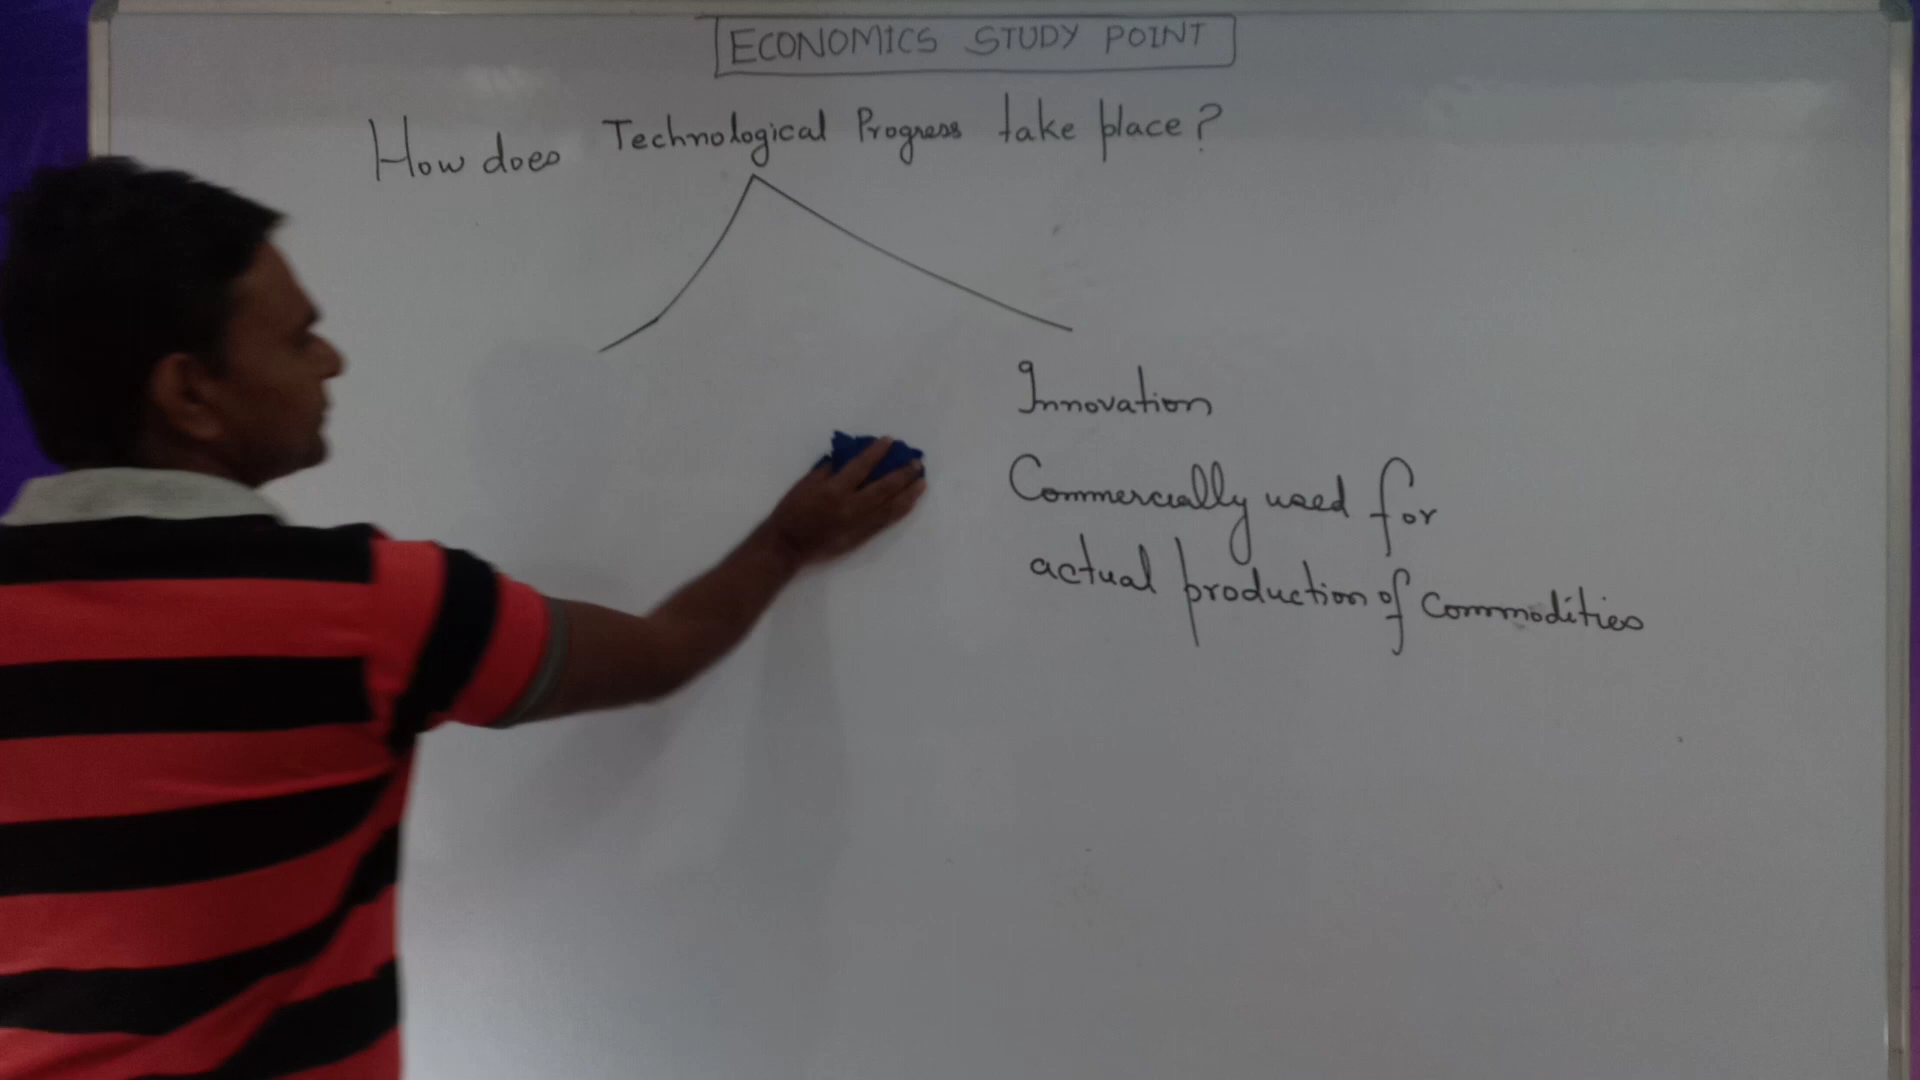 ECONOMICS STUDY POINT
How does Technological Progress take place?
Innovation
Commercially used for
actual production of commodities